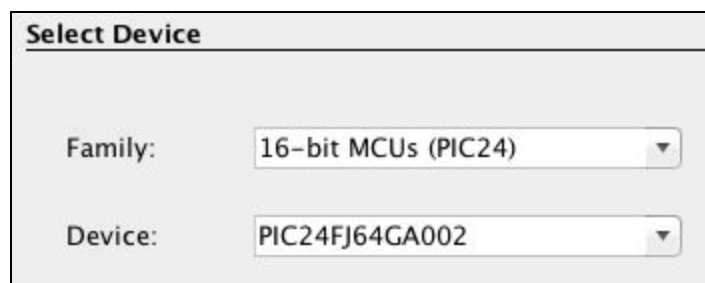 Select Device
Family: 16-bit MCUs (PIC24)
Device: PIC24FJ64GA002